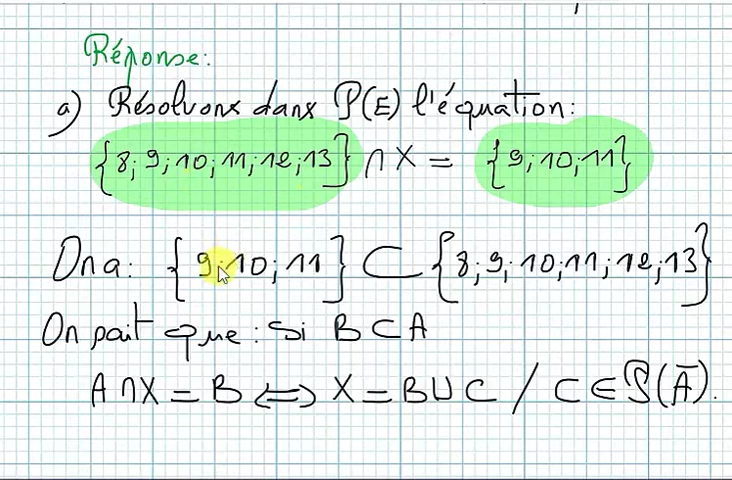 Réponse:
a) Résolvons dans P(E) l'équation:
{8; 9; 10; 11; 12; 13} ∩ X = {9; 10; 11}
On a: {9; 10; 11} ⊂ {8; 9; 10; 11; 12; 13}
On sait que: Si B ⊂ A
A ∩ X = B ⟺ X = B ∪ C / C ∈ P(Ā).